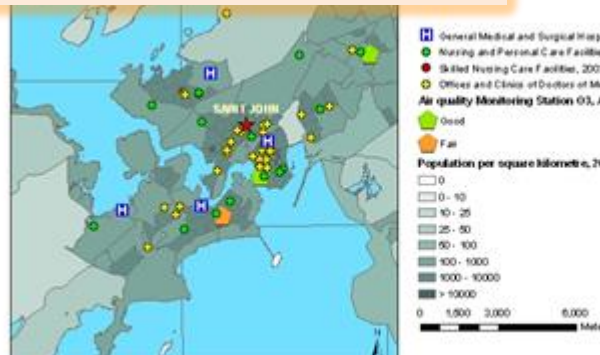 SAINT JOHN
H
H
H
H
H General Medical and Surgical Hosp
Nursing and Personal Care Facilitie
Skilled Nursing Care Facilities, 200
Offices and Clinics of Doctors of M
Air quality Monitoring Station O3, A
Good
Fair
Population per square kilometre, 2
0
0 - 10
10 - 25
25 - 50
50 - 100
100 - 1000
1000 - 10000
> 10000
0 1,500 3,000 6,000
Mete